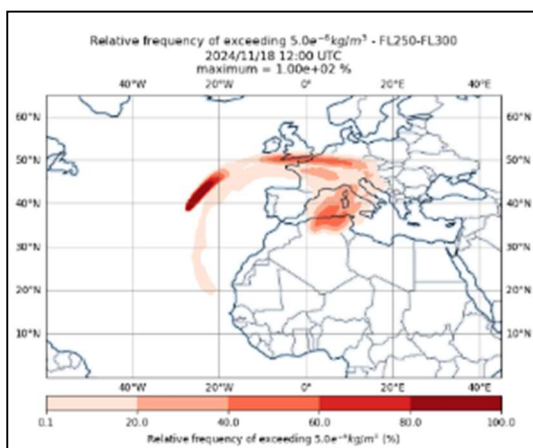 Relative frequency of exceeding 5.0e⁻⁶kg/m³ - FL250-FL300
2024/11/18 12:00 UTC
maximum = 1.00e+02 %
40°W 20°W 0° 20°E 40°E
60°N 60°N
50°N 50°N
40°N 40°N
30°N 30°N
20°N 20°N
10°N 10°N
40°W 20°W 0° 20°E 40°E
0.1 20.0 40.0 60.0 80.0 100.0
Relative frequency of exceeding 5.0e⁻⁶kg/m³ (%)